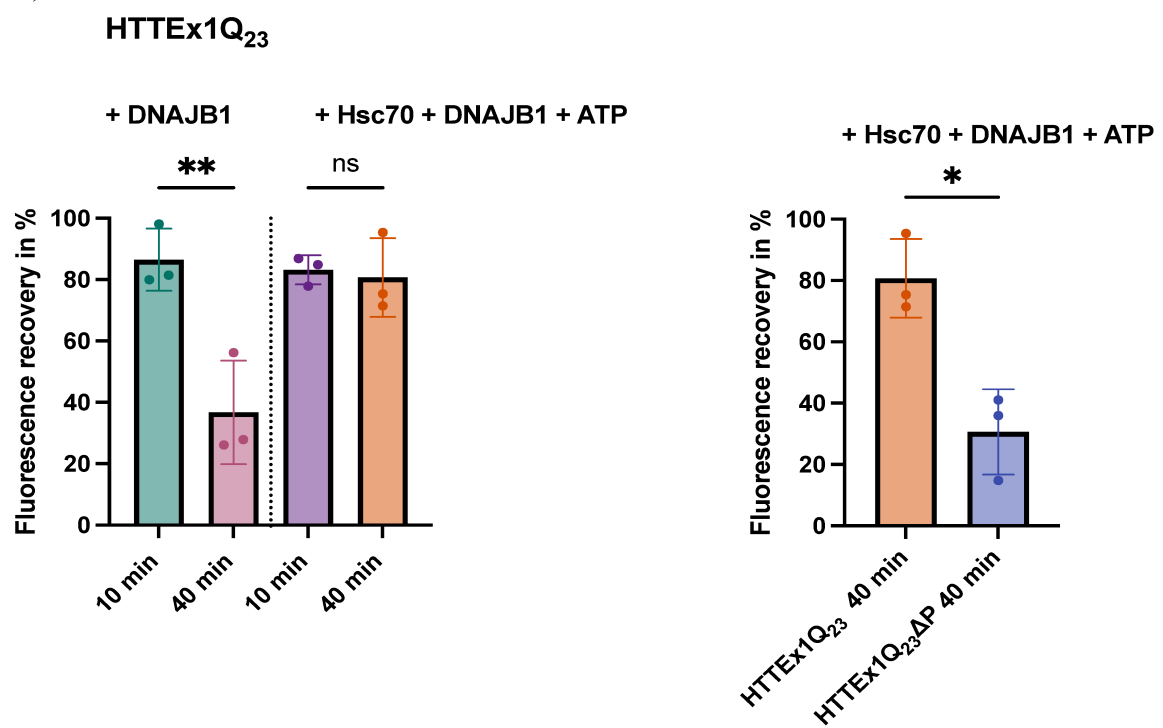 HTTEx1Q₂₃
+ DNAJB1
+ Hsc70 + DNAJB1 + ATP
**
ns
Fluorescence recovery in %
100
80
60
40
20
0
10 min
40 min
10 min
40 min
+ Hsc70 + DNAJB1 + ATP
*
Fluorescence recovery in %
100
80
60
40
20
0
HTTEx1Q₂₃ 40 min
HTTEx1Q₂₃ΔP 40 min